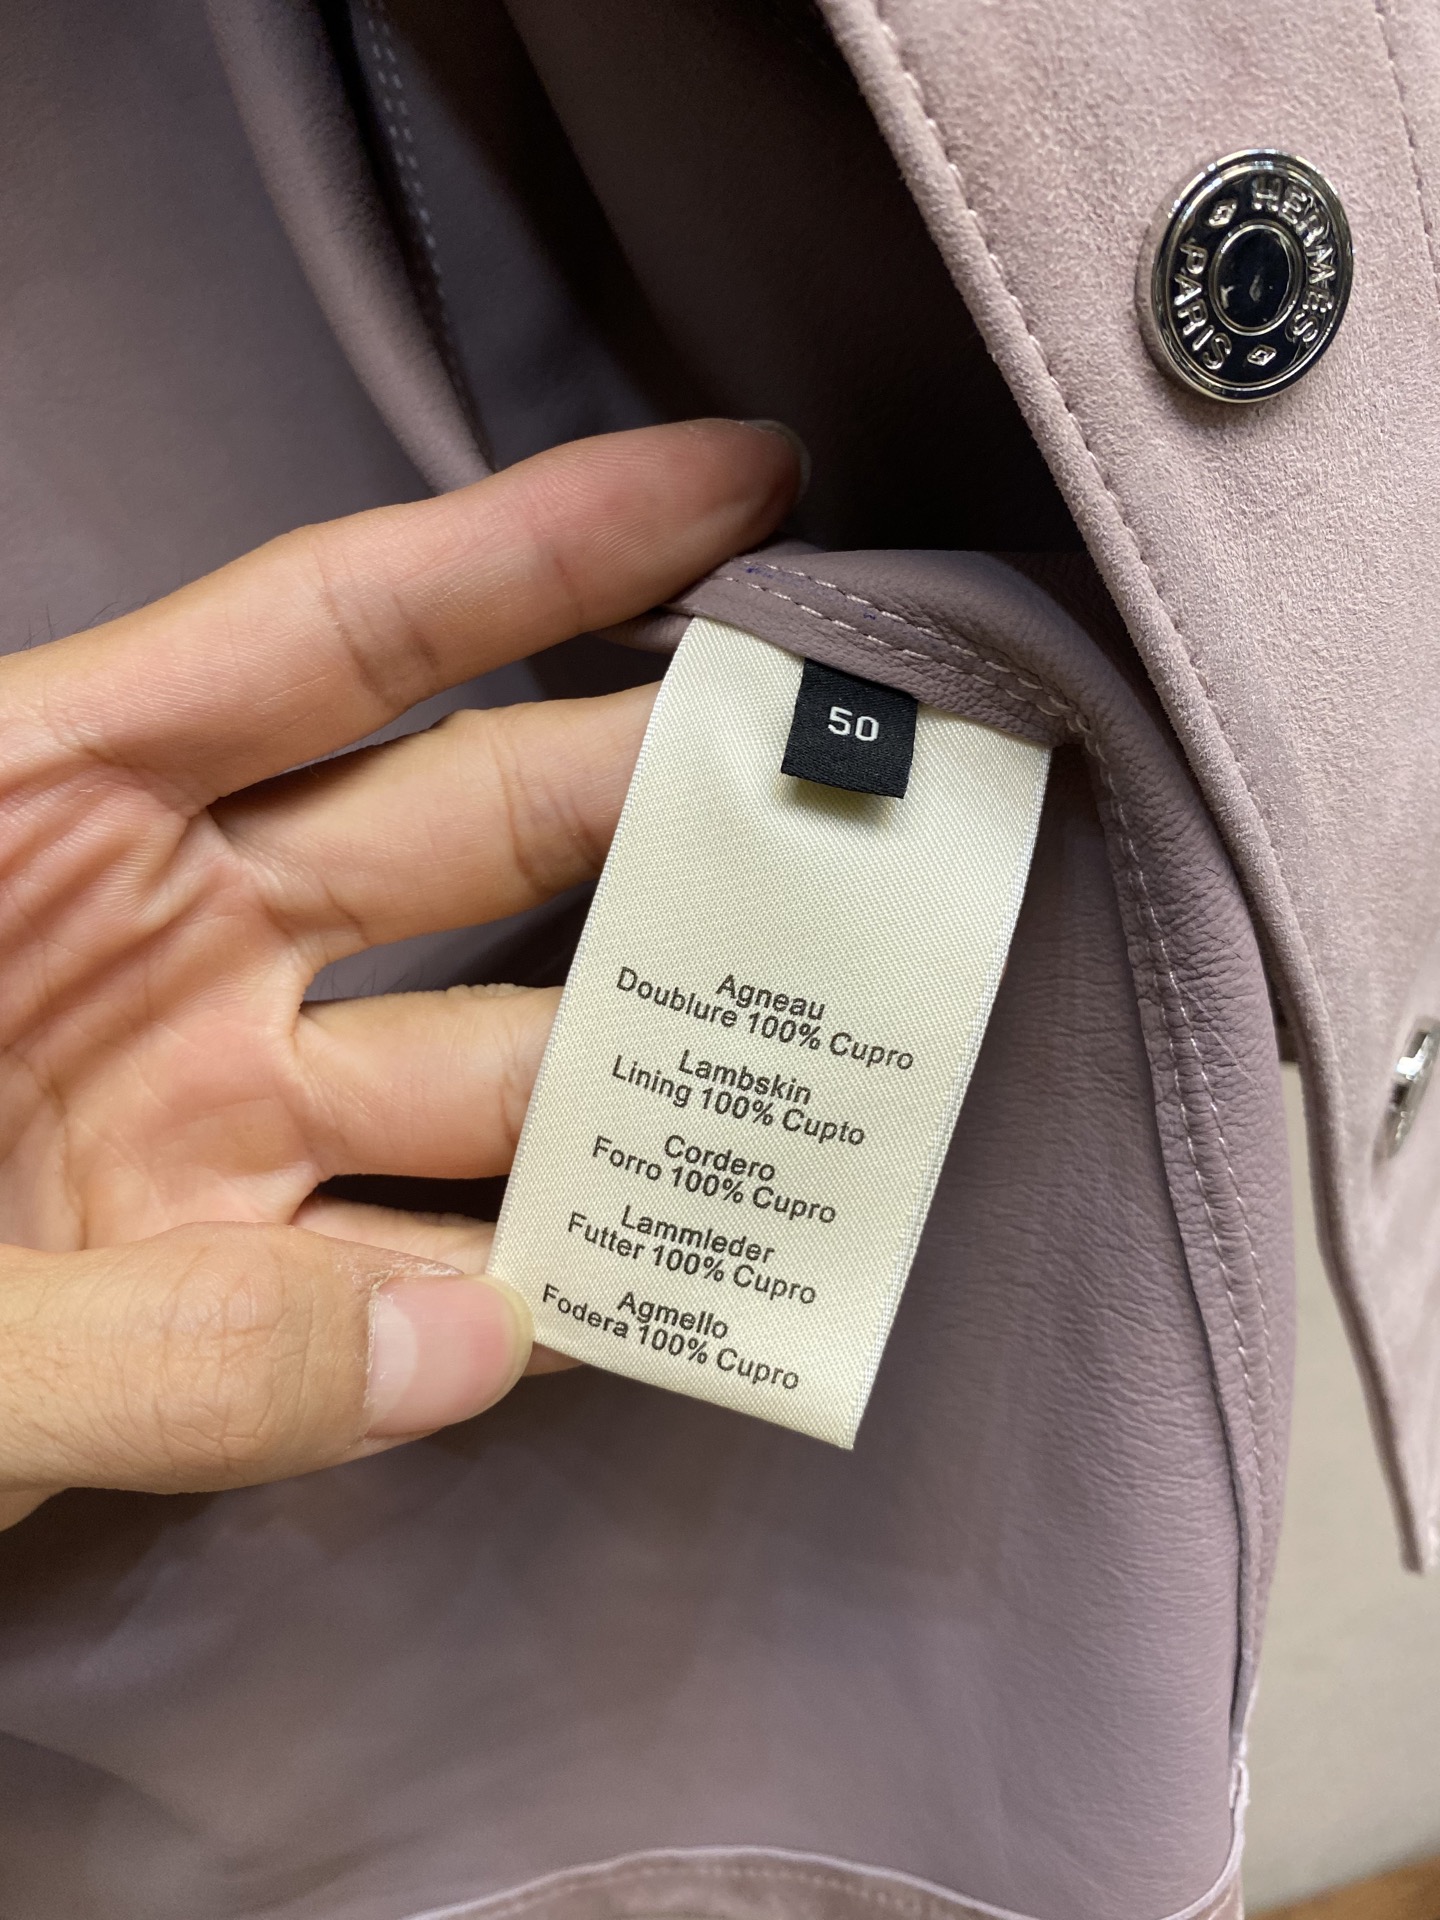 HERMÈS
PARIS
50
Agneau
Doublure 100% Cupro
Lambskin
Lining 100% Cupto
Cordero
Forro 100% Cupro
Lammleder
Futter 100% Cupro
Agmello
Fodera 100% Cupro